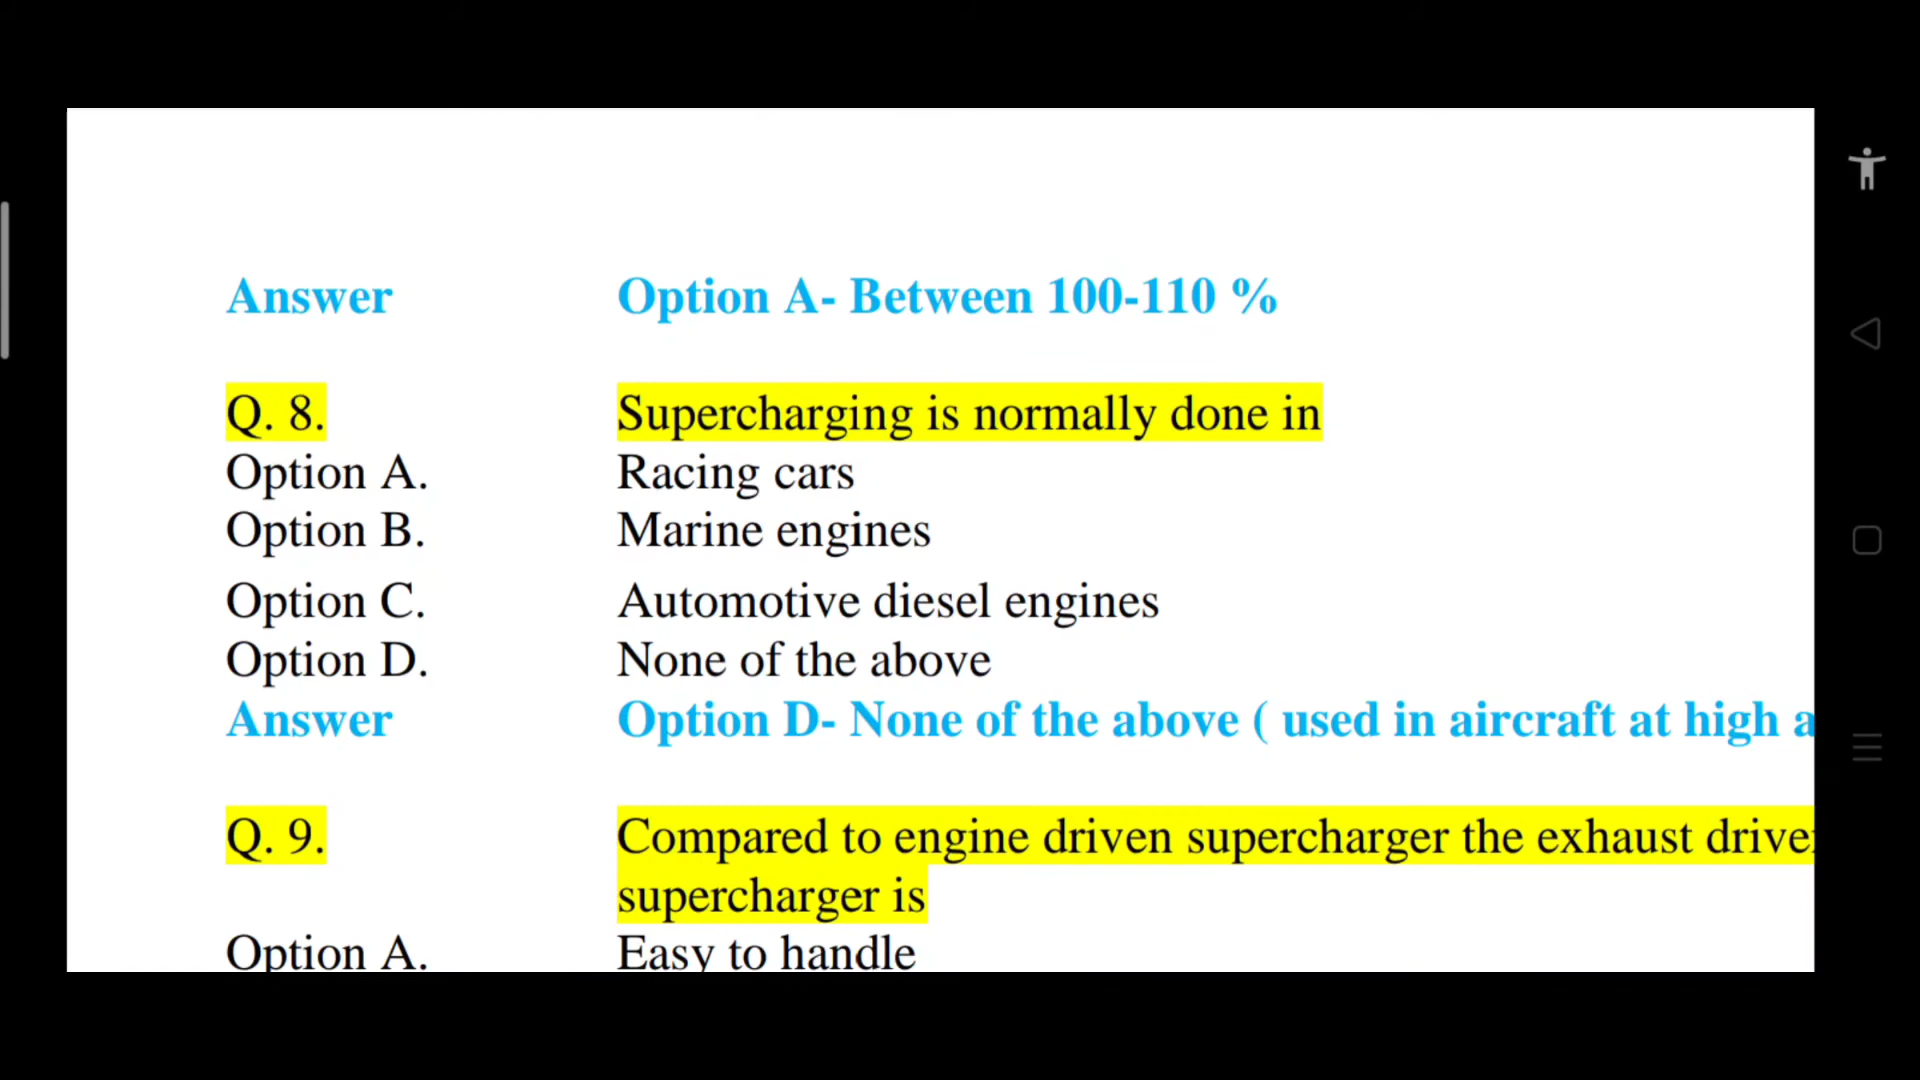 Answer Option A- Between 100-110 %
Q. 8. Supercharging is normally done in
Option A. Racing cars
Option B. Marine engines
Option C. Automotive diesel engines
Option D. None of the above
Answer Option D- None of the above ( used in aircraft at high a
Q. 9. Compared to engine driven supercharger the exhaust drive
supercharger is
Option A. Easy to handle